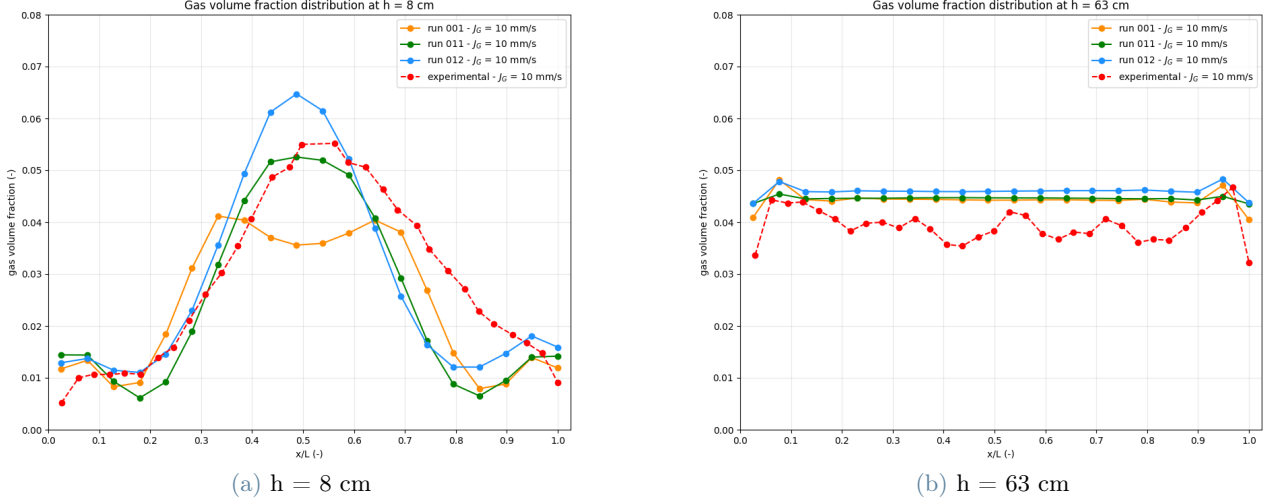 Gas volume fraction distribution at h = 8 cm
0.08
0.07
0.06
0.05
0.04
0.03
0.02
0.01
0.00
gas volume fraction (-)
run 001 - J_G = 10 mm/s
run 011 - J_G = 10 mm/s
run 012 - J_G = 10 mm/s
experimental - J_G = 10 mm/s
0.0 0.1 0.2 0.3 0.4 0.5 0.6 0.7 0.8 0.9 1.0
x/L (-)
(a) h = 8 cm
Gas volume fraction distribution at h = 63 cm
0.08
0.07
0.06
0.05
0.04
0.03
0.02
0.01
0.00
gas volume fraction (-)
run 001 - J_G = 10 mm/s
run 011 - J_G = 10 mm/s
run 012 - J_G = 10 mm/s
experimental - J_G = 10 mm/s
0.0 0.1 0.2 0.3 0.4 0.5 0.6 0.7 0.8 0.9 1.0
x/L (-)
(b) h = 63 cm